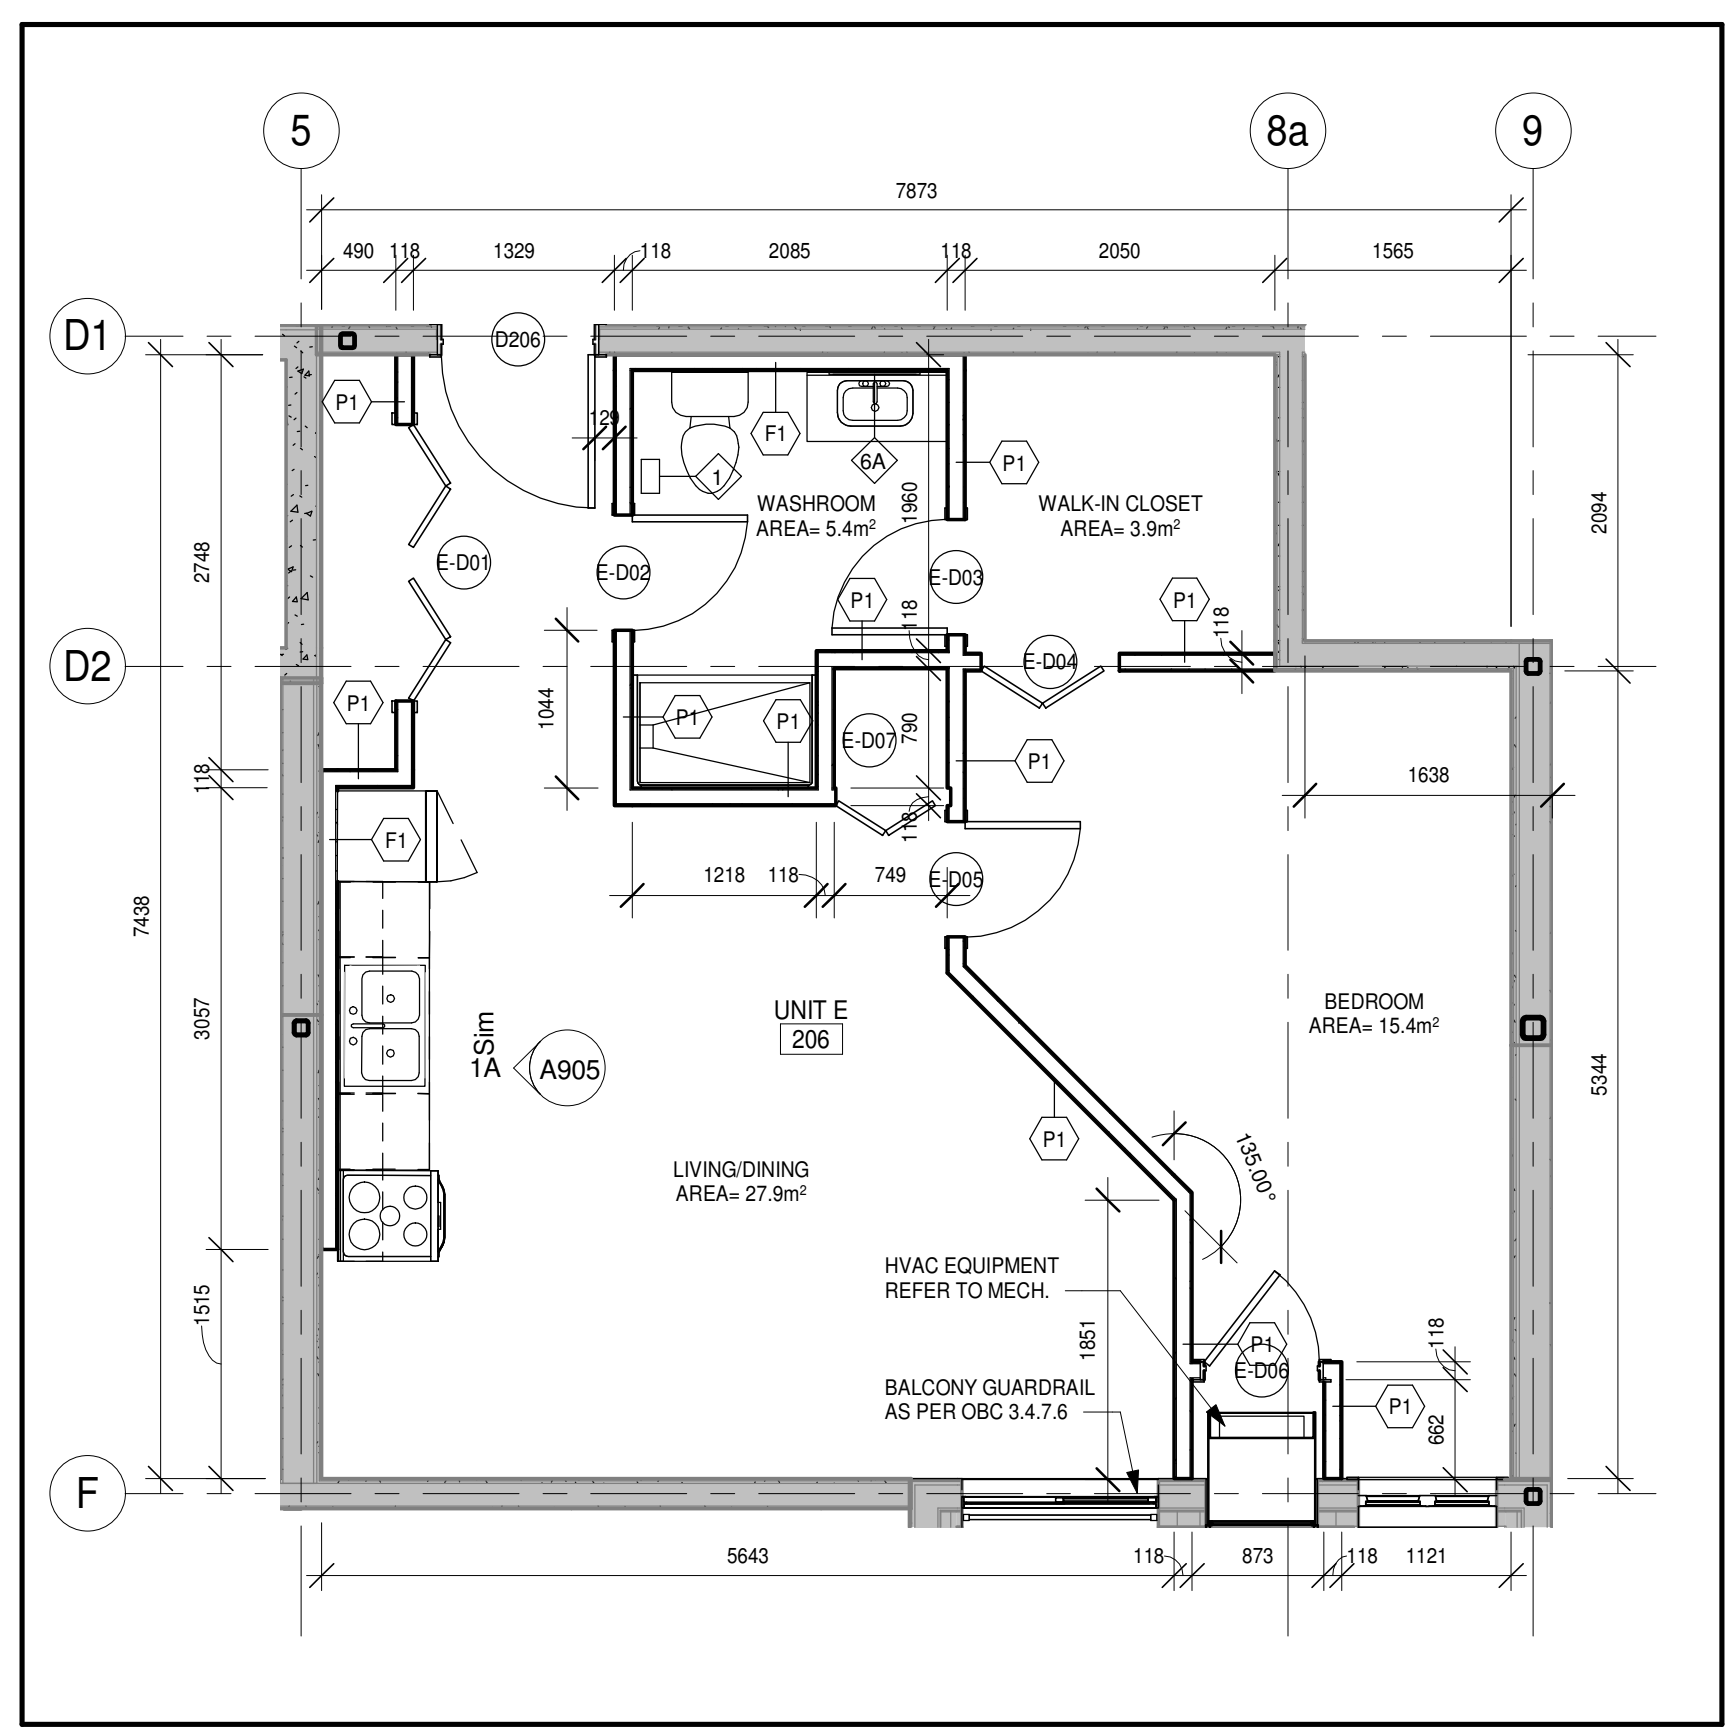 5
8a
9
7873
490
118
1329
118
2085
118
2050
1565
D1
D206
P1
129
F1
6A
1
P1
WASHROOM
AREA= 5.4m²
1960
WALK-IN CLOSET
AREA= 3.9m²
2094
2748
E-D01
E-D02
E-D03
P1
118
P1
118
D2
E-D04
P1
1044
P1
P1
E-D07
790
P1
118
1638
118
F1
1218
118
749
E-D05
7438
3057
1A
Sim
A905
UNIT E
206
BEDROOM
AREA= 15.4m²
5344
P1
135.00°
LIVING/DINING
AREA= 27.9m²
HVAC EQUIPMENT
REFER TO MECH.
1515
1851
P1
E-D06
118
BALCONY GUARDRAIL
AS PER OBC 3.4.7.6
P1
662
F
5643
118
873
118
1121